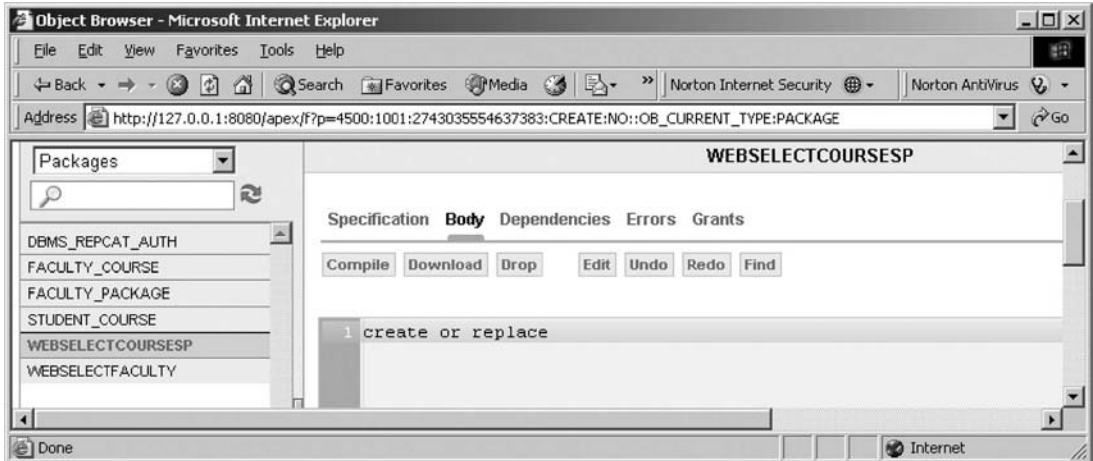 Object Browser - Microsoft Internet Explorer
File Edit View Favorites Tools Help
Back Search Favorites Media » Norton Internet Security Norton AntiVirus
Address http://127.0.0.1:8080/apex/f?p=4500:1001:2743035554637383:CREATE:NO::OB_CURRENT_TYPE:PACKAGE Go
Packages
WEBSELECTCOURSESP
Specification Body Dependencies Errors Grants
DBMS_REPCAT_AUTH
FACULTY_COURSE
FACULTY_PACKAGE
STUDENT_COURSE
WEBSELECTCOURSESP
WEBSELECTFACULTY
Compile Download Drop Edit Undo Redo Find
1 create or replace
Done Internet